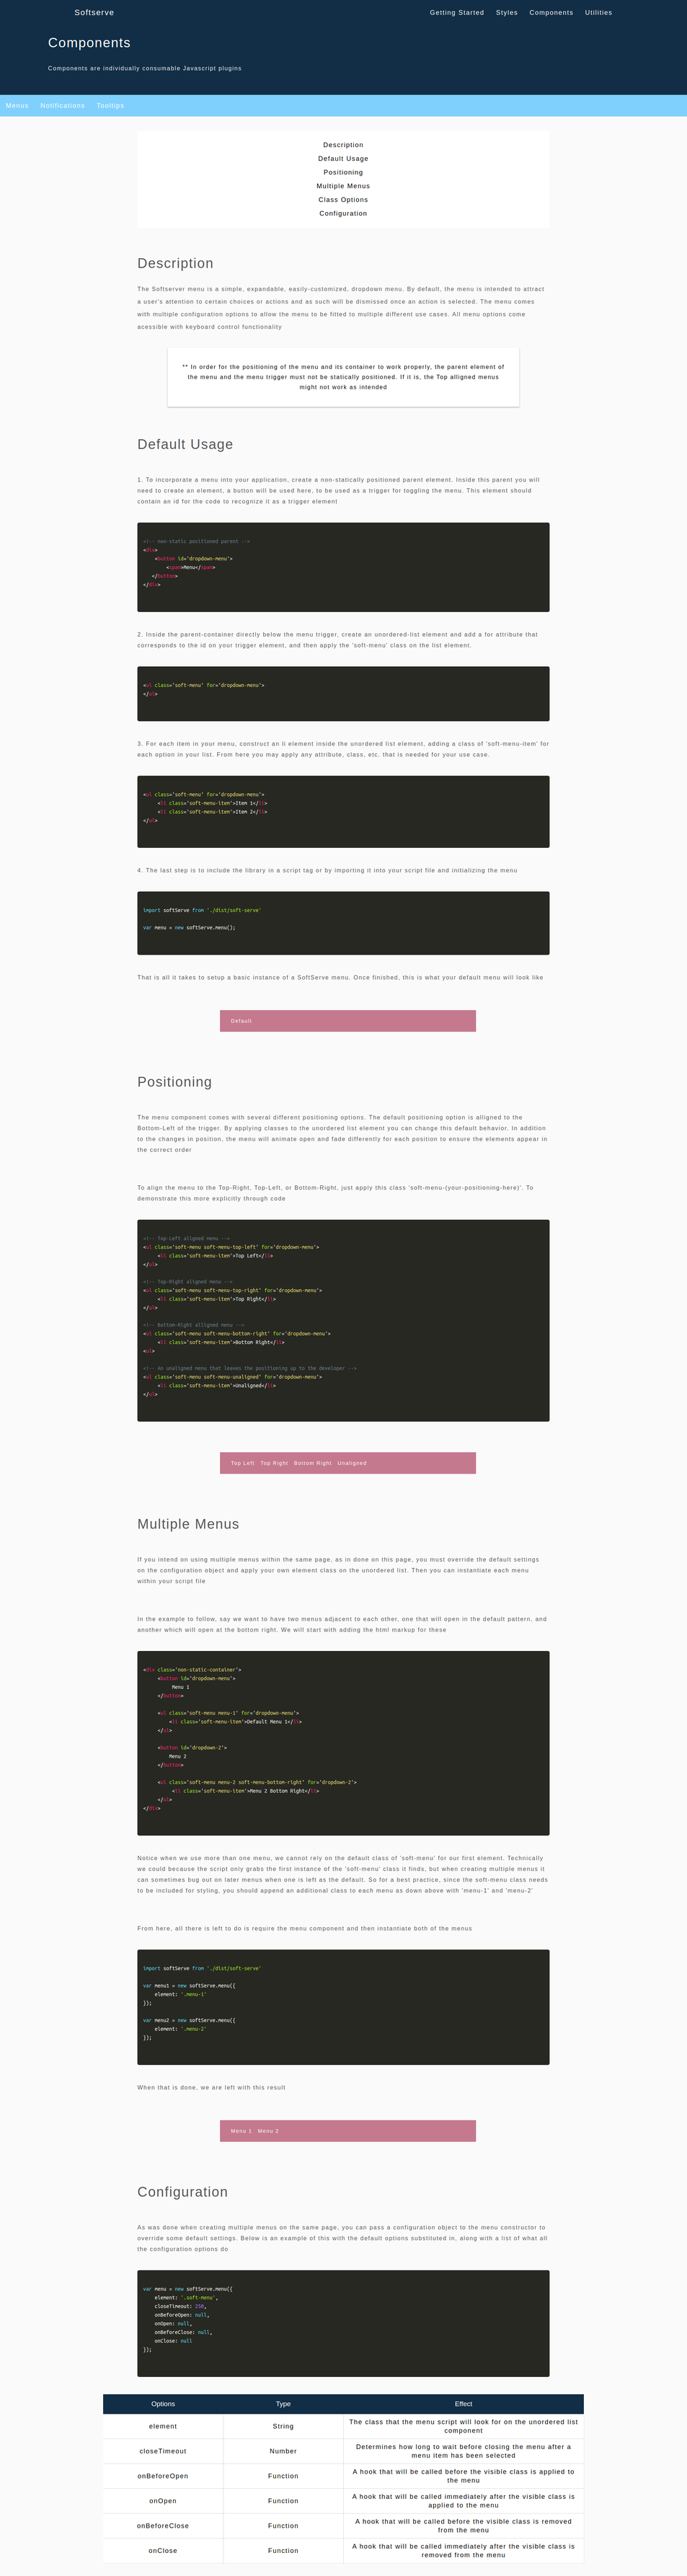 Softserve
Getting Started Styles Components Utilities
Components
Components are individually consumable Javascript plugins
Menus Notifications Tooltips
Description
Default Usage
Positioning
Multiple Menus
Class Options
Configuration
Description
The Softserver menu is a simple, expandable, easily-customized, dropdown menu. By default, the menu is intended to attract
a user's attention to certain choices or actions and as such will be dismissed once an action is selected. The menu comes
with multiple configuration options to allow the menu to be fitted to multiple different use cases. All menu options come
acessible with keyboard control functionality
** In order for the positioning of the menu and its container to work properly, the parent element of
the menu and the menu trigger must not be statically positioned. If it is, the Top alligned menus
might not work as intended
Default Usage
1. To incorporate a menu into your application, create a non-statically positioned parent element. Inside this parent you will
need to create an element, a button will be used here, to be used as a trigger for toggling the menu. This element should
contain an id for the code to recognize it as a trigger element
<!-- non-static positioned parent -->
<div>
<button id="dropdown-menu">
<span>Menu</span>
</button>
</div>
2. Inside the parent-container directly below the menu trigger, create an unordered-list element and add a for attribute that
corresponds to the id on your trigger element, and then apply the 'soft-menu' class on the list element.
<ul class="soft-menu" for="dropdown-menu">
</ul>
3. For each item in your menu, construct an li element inside the unordered list element, adding a class of 'soft-menu-item' for
each option in your list. From here you may apply any attribute, class, etc. that is needed for your use case.
<ul class="soft-menu" for="dropdown-menu">
<li class="soft-menu-item">Item 1</li>
<li class="soft-menu-item">Item 2</li>
</ul>
4. The last step is to include the library in a script tag or by importing it into your script file and initializing the menu
import softServe from './dist/soft-serve'
var menu = new softServe.menu();
That is all it takes to setup a basic instance of a SoftServe menu. Once finished, this is what your default menu will look like
Default
Positioning
The menu component comes with several different positioning options. The default positioning option is alligned to the
Bottom-Left of the trigger. By applying classes to the unordered list element you can change this default behavior. In addition
to the changes in position, the menu will animate open and fade differently for each position to ensure the elements appear in
the correct order
To align the menu to the Top-Right, Top-Left, or Bottom-Right, just apply this class 'soft-menu-(your-positioning-here)'. To
demonstrate this more explicitly through code
<!-- Top-Left aligned menu -->
<ul class="soft-menu soft-menu-top-left" for="dropdown-menu">
<li class="soft-menu-item">Top Left</li>
</ul>
<!-- Top-Right aligned menu -->
<ul class="soft-menu soft-menu-top-right" for="dropdown-menu">
<li class="soft-menu-item">Top Right</li>
</ul>
<!-- Bottom-Right alligned menu -->
<ul class="soft-menu soft-menu-bottom-right" for="dropdown-menu">
<li class="soft-menu-item">Bottom Right</li>
<ul>
<!-- An unaligned menu that leaves the positioning up to the developer -->
<ul class="soft-menu soft-menu-unaligned" for="dropdown-menu">
<li class="soft-menu-item">Unaligned</li>
</ul>
Top Left Top Right Bottom Right Unaligned
Multiple Menus
If you intend on using multiple menus within the same page, as in done on this page, you must override the default settings
on the configuration object and apply your own element class on the unordered list. Then you can instantiate each menu
within your script file
In the example to follow, say we want to have two menus adjacent to each other, one that will open in the default pattern, and
another which will open at the bottom right. We will start with adding the html markup for these
<div class="non-static-container">
<button id="dropdown-menu">
Menu 1
</button>
<ul class="soft-menu menu-1" for="dropdown-menu">
<li class="soft-menu-item">Default Menu 1</li>
</ul>
<button id="dropdown-2">
Menu 2
</button>
<ul class="soft-menu menu-2 soft-menu-bottom-right" for="dropdown-2">
<li class="soft-menu-item">Menu 2 Bottom Right</li>
</ul>
</div>
Notice when we use more than one menu, we cannot rely on the default class of 'soft-menu' for our first element. Technically
we could because the script only grabs the first instance of the 'soft-menu' class it finds, but when creating multiple menus it
can sometimes bug out on later menus when one is left as the default. So for a best practice, since the soft-menu class needs
to be included for styling, you should append an additional class to each menu as down above with 'menu-1' and 'menu-2'
From here, all there is left to do is require the menu component and then instantiate both of the menus
import softServe from './dist/soft-serve'
var menu1 = new softServe.menu({
element: '.menu-1'
});
var menu2 = new softServe.menu({
element: '.menu-2'
});
When that is done, we are left with this result
Menu 1 Menu 2
Configuration
As was done when creating multiple menus on the same page, you can pass a configuration object to the menu constructor to
override some default settings. Below is an example of this with the default options substituted in, along with a list of what all
the configuration options do
var menu = new softServe.menu({
element: '.soft-menu',
closeTimeout: 250,
onBeforeOpen: null,
onOpen: null,
onBeforeClose: null,
onClose: null
});
Options Type Effect
element String The class that the menu script will look for on the unordered list
component
closeTimeout Number Determines how long to wait before closing the menu after a
menu item has been selected
onBeforeOpen Function A hook that will be called before the visible class is applied to
the menu
onOpen Function A hook that will be called immediately after the visible class is
applied to the menu
onBeforeClose Function A hook that will be called before the visible class is removed
from the menu
onClose Function A hook that will be called immediately after the visible class is
removed from the menu